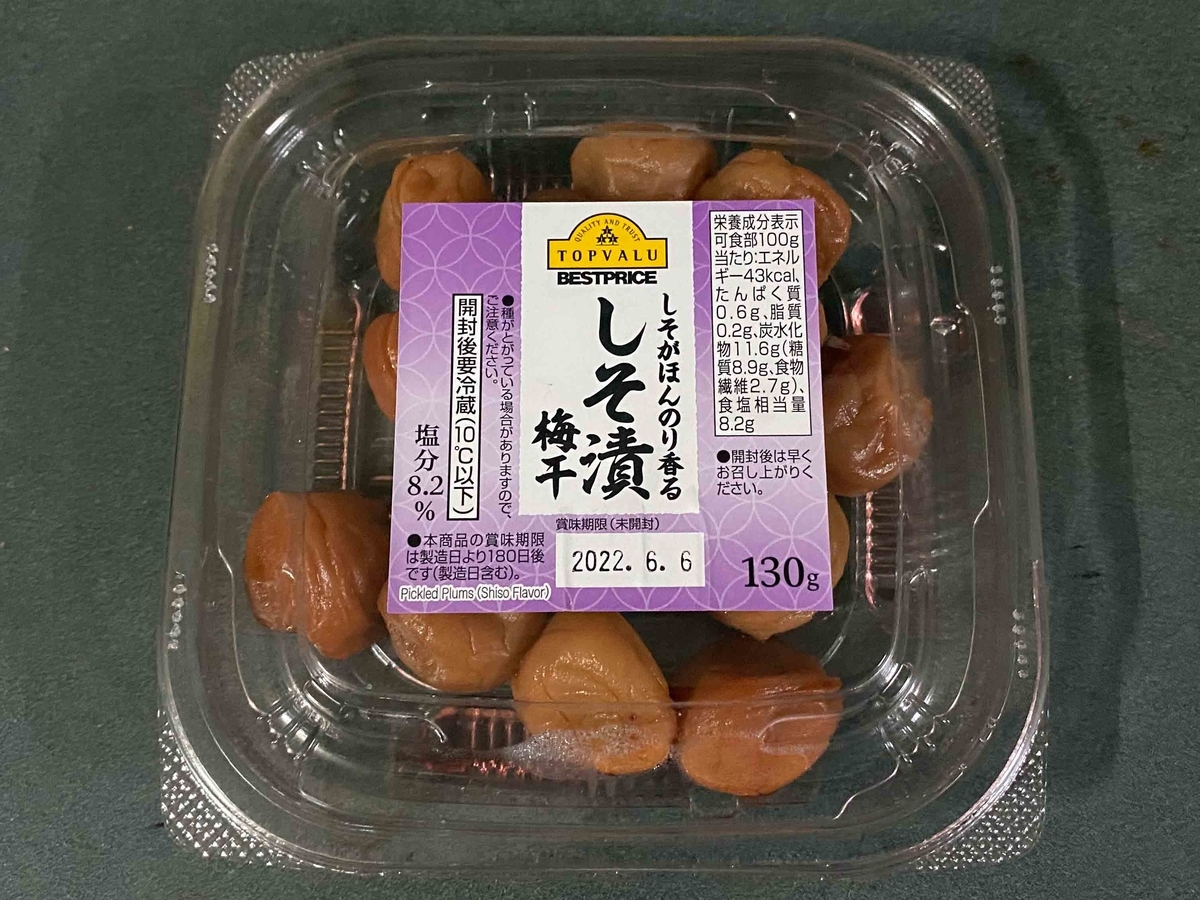 QUALITY AND TRUST
TOPVALU
BESTPRICE
しそがほんのり香る
しそ漬
梅干
栄養成分表示
可食部100g
当たり:エネル
ギー43kcal、
たんぱく質
0.6g、脂質
0.2g、炭水化
物11.6g(糖
質8.9g、食物
繊維2.7g)、
食塩相当量
8.2g
●開封後は早く
お召し上がりく
ださい。
●種がとがっている場合がありますので、
ご注意ください。
開封後要冷蔵(10℃以下)
塩分8.2%
●本商品の賞味期限
は製造日より180日後
です(製造日含む)。
Pickled Plums (Shiso Flavor)
賞味期限(未開封)
2022. 6. 6
130g